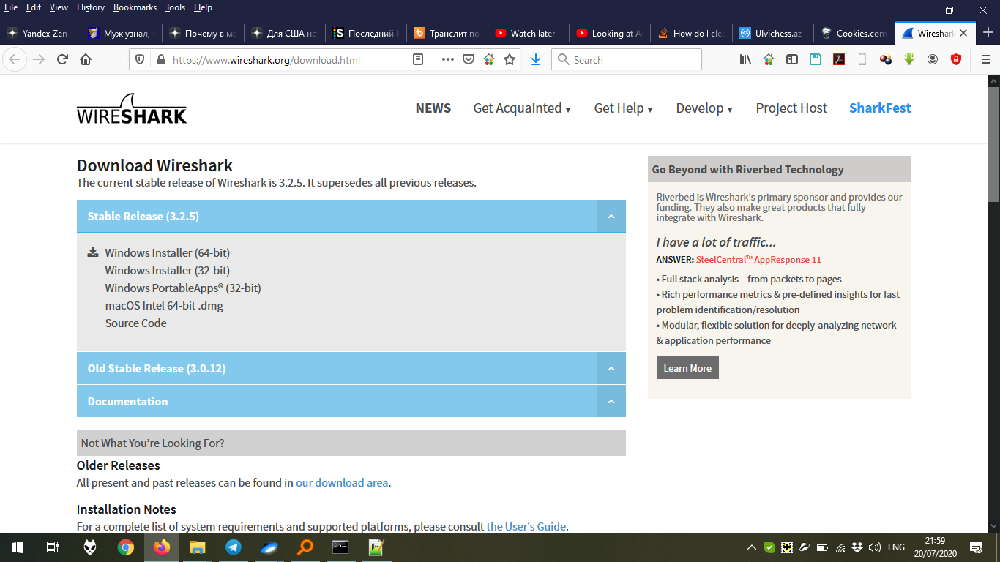 File Edit View History Bookmarks Tools Help
Yandex Zen
Муж узнал,
Почему в ме
Для США не
Последний
Транслит по
Watch later -
Looking at A
How do I cle
Ulvichess.az
Cookies.com
Wireshark
https://www.wireshark.org/download.html
Search
WIRESHARK
NEWS Get Acquainted ▾ Get Help ▾ Develop ▾ Project Host SharkFest
Download Wireshark
The current stable release of Wireshark is 3.2.5. It supersedes all previous releases.
Stable Release (3.2.5)
Windows Installer (64-bit)
Windows Installer (32-bit)
Windows PortableApps® (32-bit)
macOS Intel 64-bit .dmg
Source Code
Old Stable Release (3.0.12)
Documentation
Not What You’re Looking For?
Older Releases
All present and past releases can be found in our download area.
Installation Notes
For a complete list of system requirements and supported platforms, please consult the User's Guide.
Go Beyond with Riverbed Technology
Riverbed is Wireshark's primary sponsor and provides our
funding. They also make great products that fully
integrate with Wireshark.
I have a lot of traffic...
ANSWER: SteelCentral™ AppResponse 11
• Full stack analysis – from packets to pages
• Rich performance metrics & pre-defined insights for fast
problem identification/resolution
• Modular, flexible solution for deeply-analyzing network
& application performance
Learn More
ENG
21:59
20/07/2020